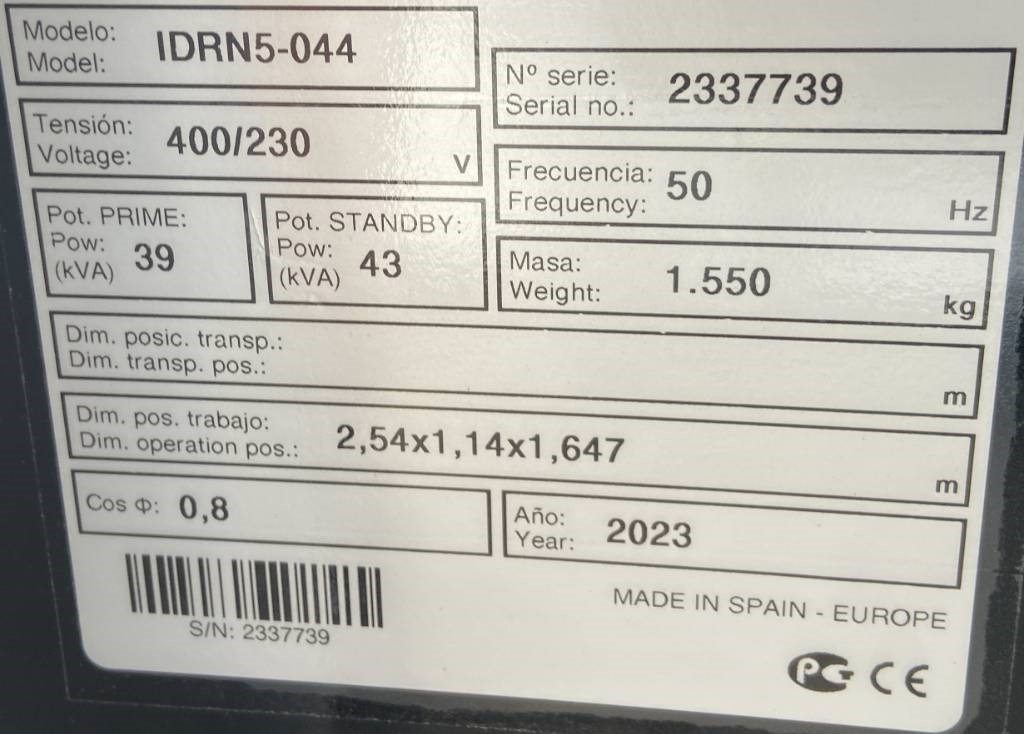 Modelo:
Model: IDRN5-044
Nº serie:
Serial no.: 2337739
Tensión:
Voltage: 400/230 V
Frecuencia:
Frequency: 50 Hz
Pot. PRIME:
Pow:
(kVA) 39
Pot. STANDBY:
Pow:
(kVA) 43
Masa:
Weight: 1.550 kg
Dim. posic. transp.:
Dim. transp. pos.: m
Dim. pos. trabajo:
Dim. operation pos.: 2,54x1,14x1,647 m
Cos Φ: 0,8
Año:
Year: 2023
S/N: 2337739
MADE IN SPAIN - EUROPE
PG CE